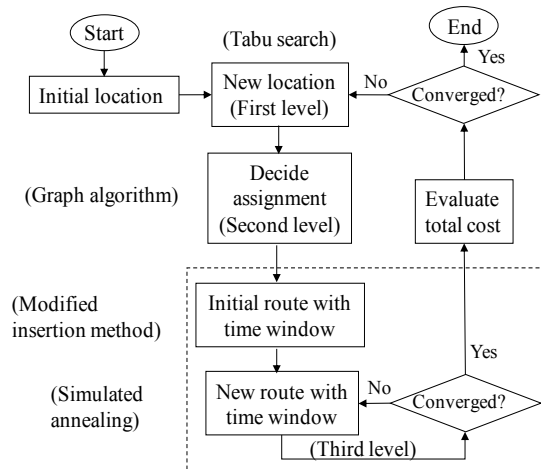 Start
(Tabu search)
End
Yes
Initial location
New location
(First level)
No
Converged?
(Graph algorithm)
Decide
assignment
(Second level)
Evaluate
total cost
(Modified
insertion method)
Initial route with
time window
Yes
(Simulated
annealing)
New route with
time window
No
Converged?
(Third level)